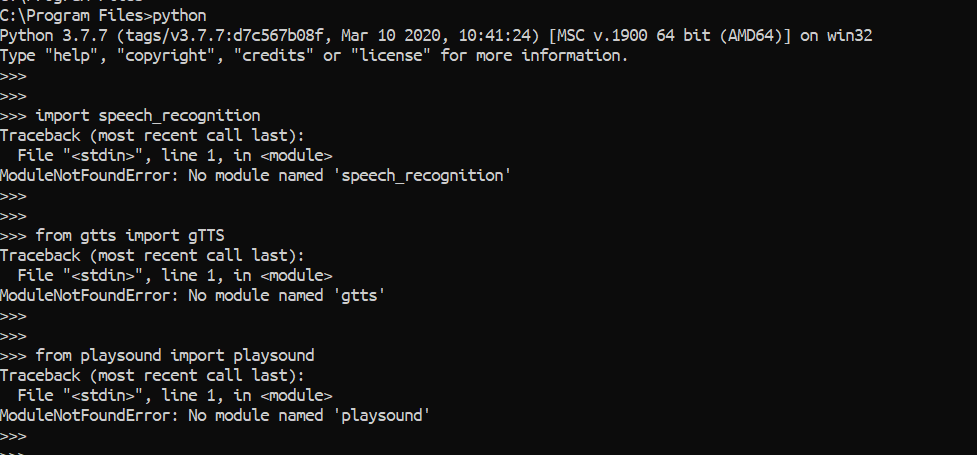 C:\Program Files>python
Python 3.7.7 (tags/v3.7.7:d7c567b08f, Mar 10 2020, 10:41:24) [MSC v.1900 64 bit (AMD64)] on win32
Type "help", "copyright", "credits" or "license" for more information.
>>>
>>>
>>> import speech_recognition
Traceback (most recent call last):
  File "<stdin>", line 1, in <module>
ModuleNotFoundError: No module named 'speech_recognition'
>>>
>>>
>>> from gtts import gTTS
Traceback (most recent call last):
  File "<stdin>", line 1, in <module>
ModuleNotFoundError: No module named 'gtts'
>>>
>>>
>>> from playsound import playsound
Traceback (most recent call last):
  File "<stdin>", line 1, in <module>
ModuleNotFoundError: No module named 'playsound'
>>>
>>>